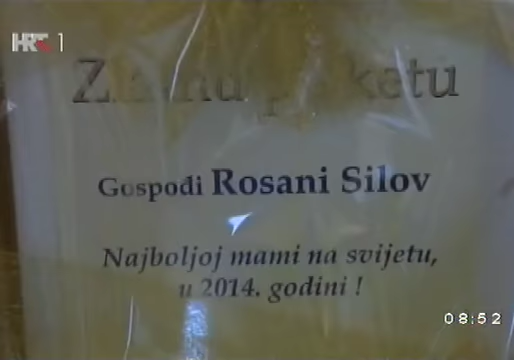 HRT 1
Gospođi Rosani Silov
Najboljoj mami na svijetu,
u 2014. godini !
08:52